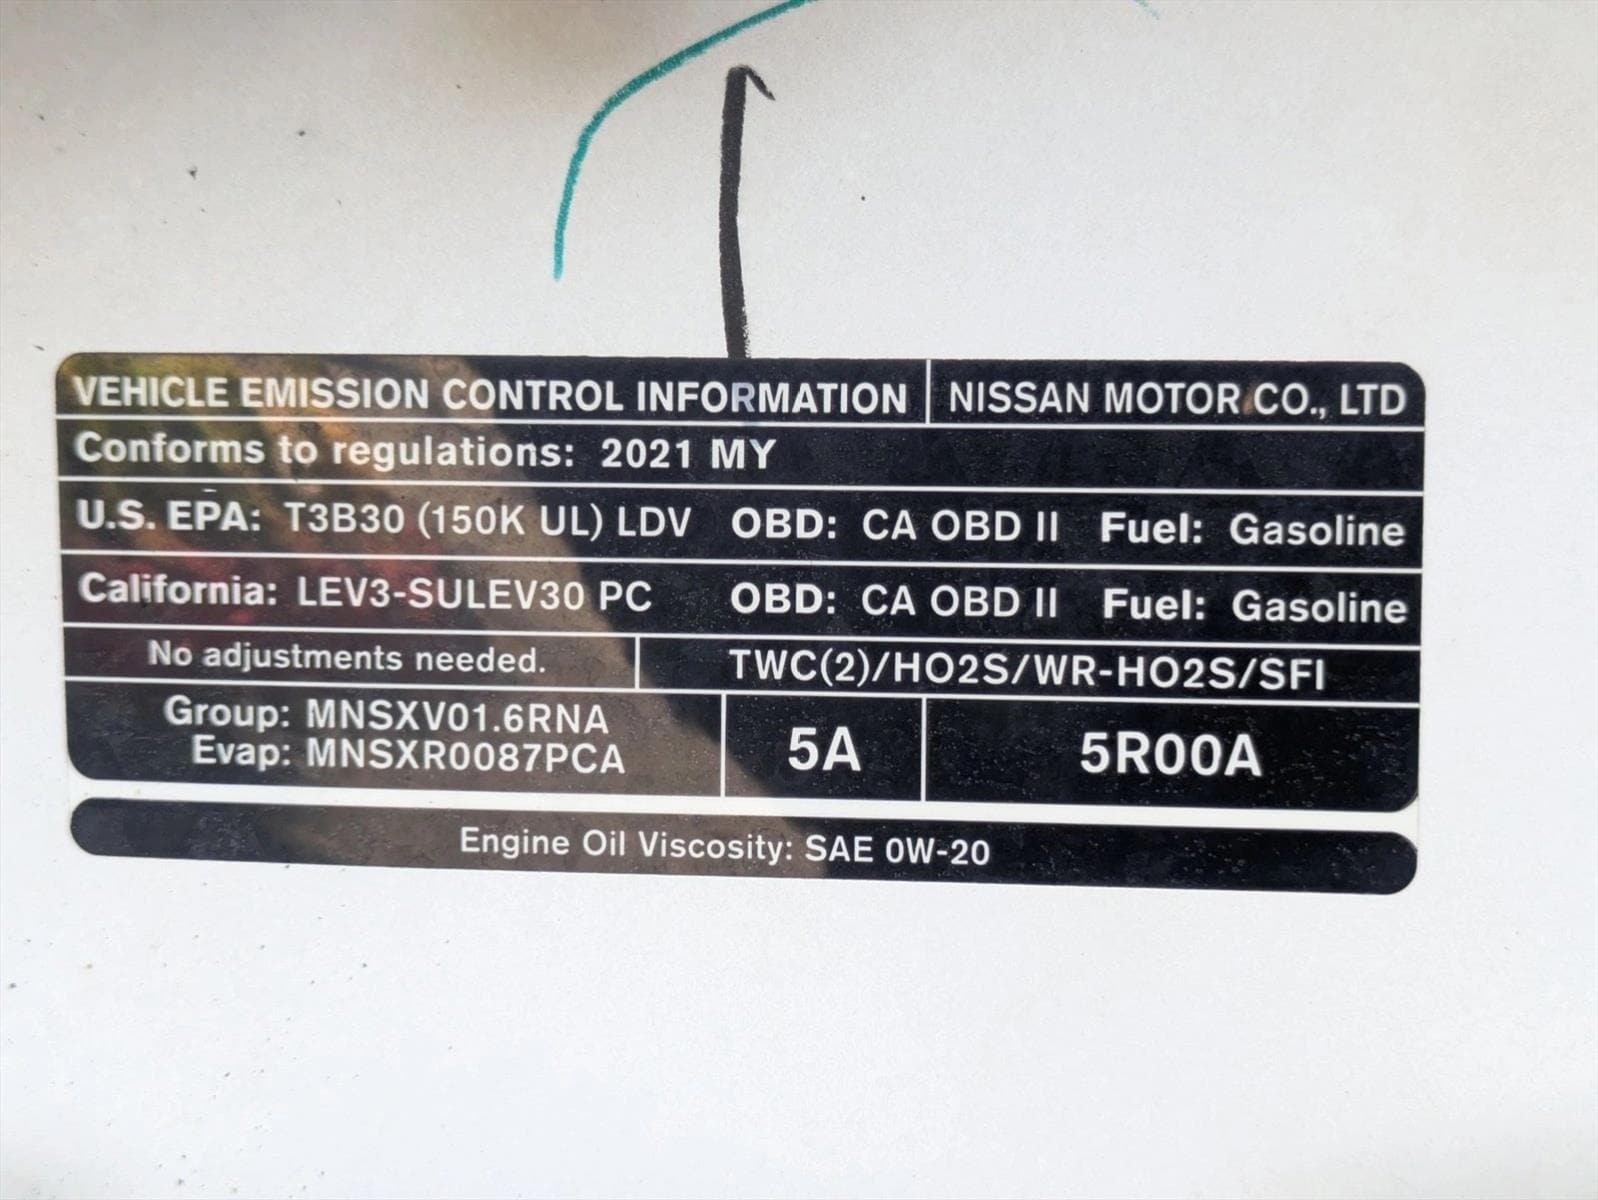 VEHICLE EMISSION CONTROL INFORMATION NISSAN MOTOR CO., LTD
Conforms to regulations: 2021 MY
U.S. EPA: T3B30 (150K UL) LDV OBD: CA OBD II Fuel: Gasoline
California: LEV3-SULEV30 PC OBD: CA OBD II Fuel: Gasoline
No adjustments needed. TWC(2)/HO2S/WR-HO2S/SFI
Group: MNSXV01.6RNA
Evap: MNSXR0087PCA
5A 5R00A
Engine Oil Viscosity: SAE 0W-20